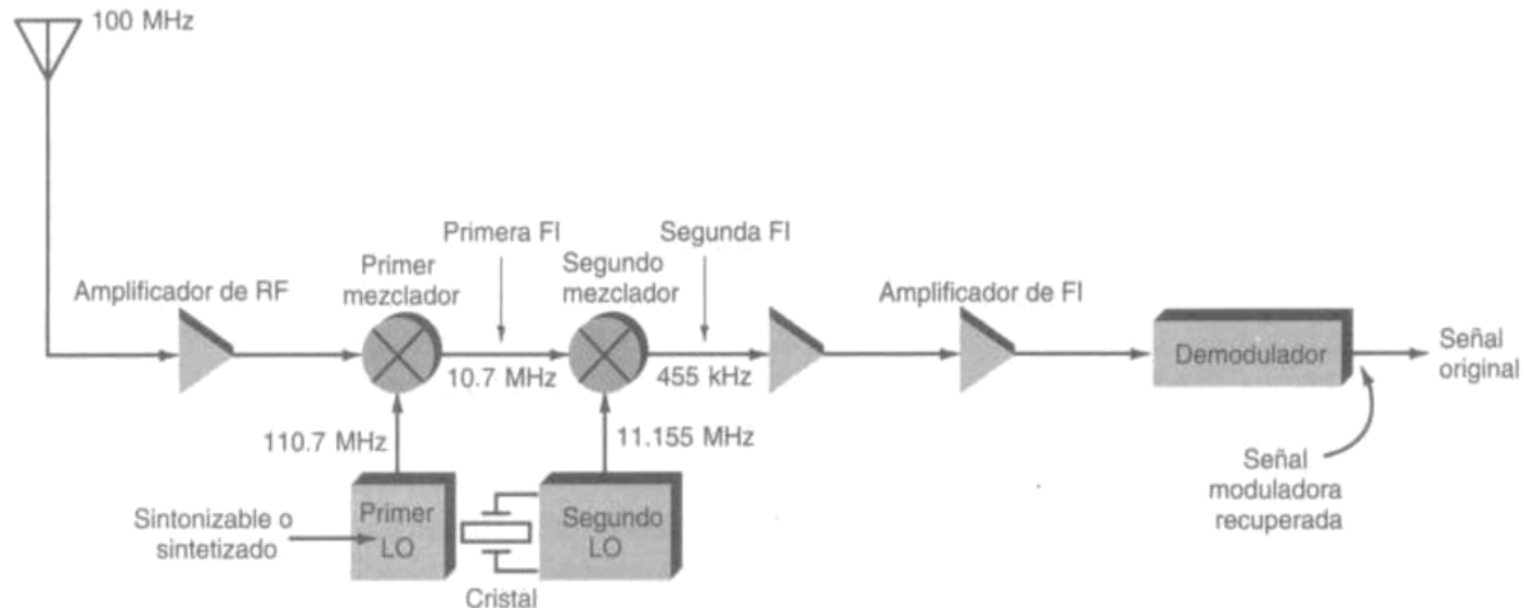 100 MHz
Primera FI
Segunda FI
Amplificador de RF
Primer
mezclador
Segundo
mezclador
Amplificador de FI
10.7 MHz
455 kHz
Demodulador
Señal
original
110.7 MHz
11.155 MHz
Señal
moduladora
recuperada
Sintonizable o
sintetizado
Primer
LO
Segundo
LO
Cristal